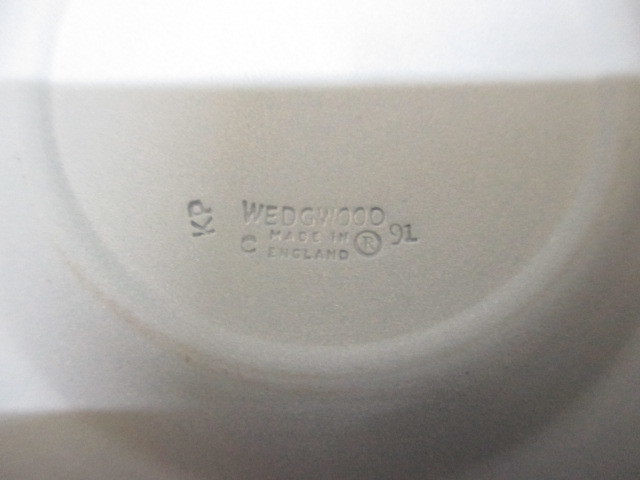 KP
WEDGWOOD
C MADE IN ® 91
ENGLAND